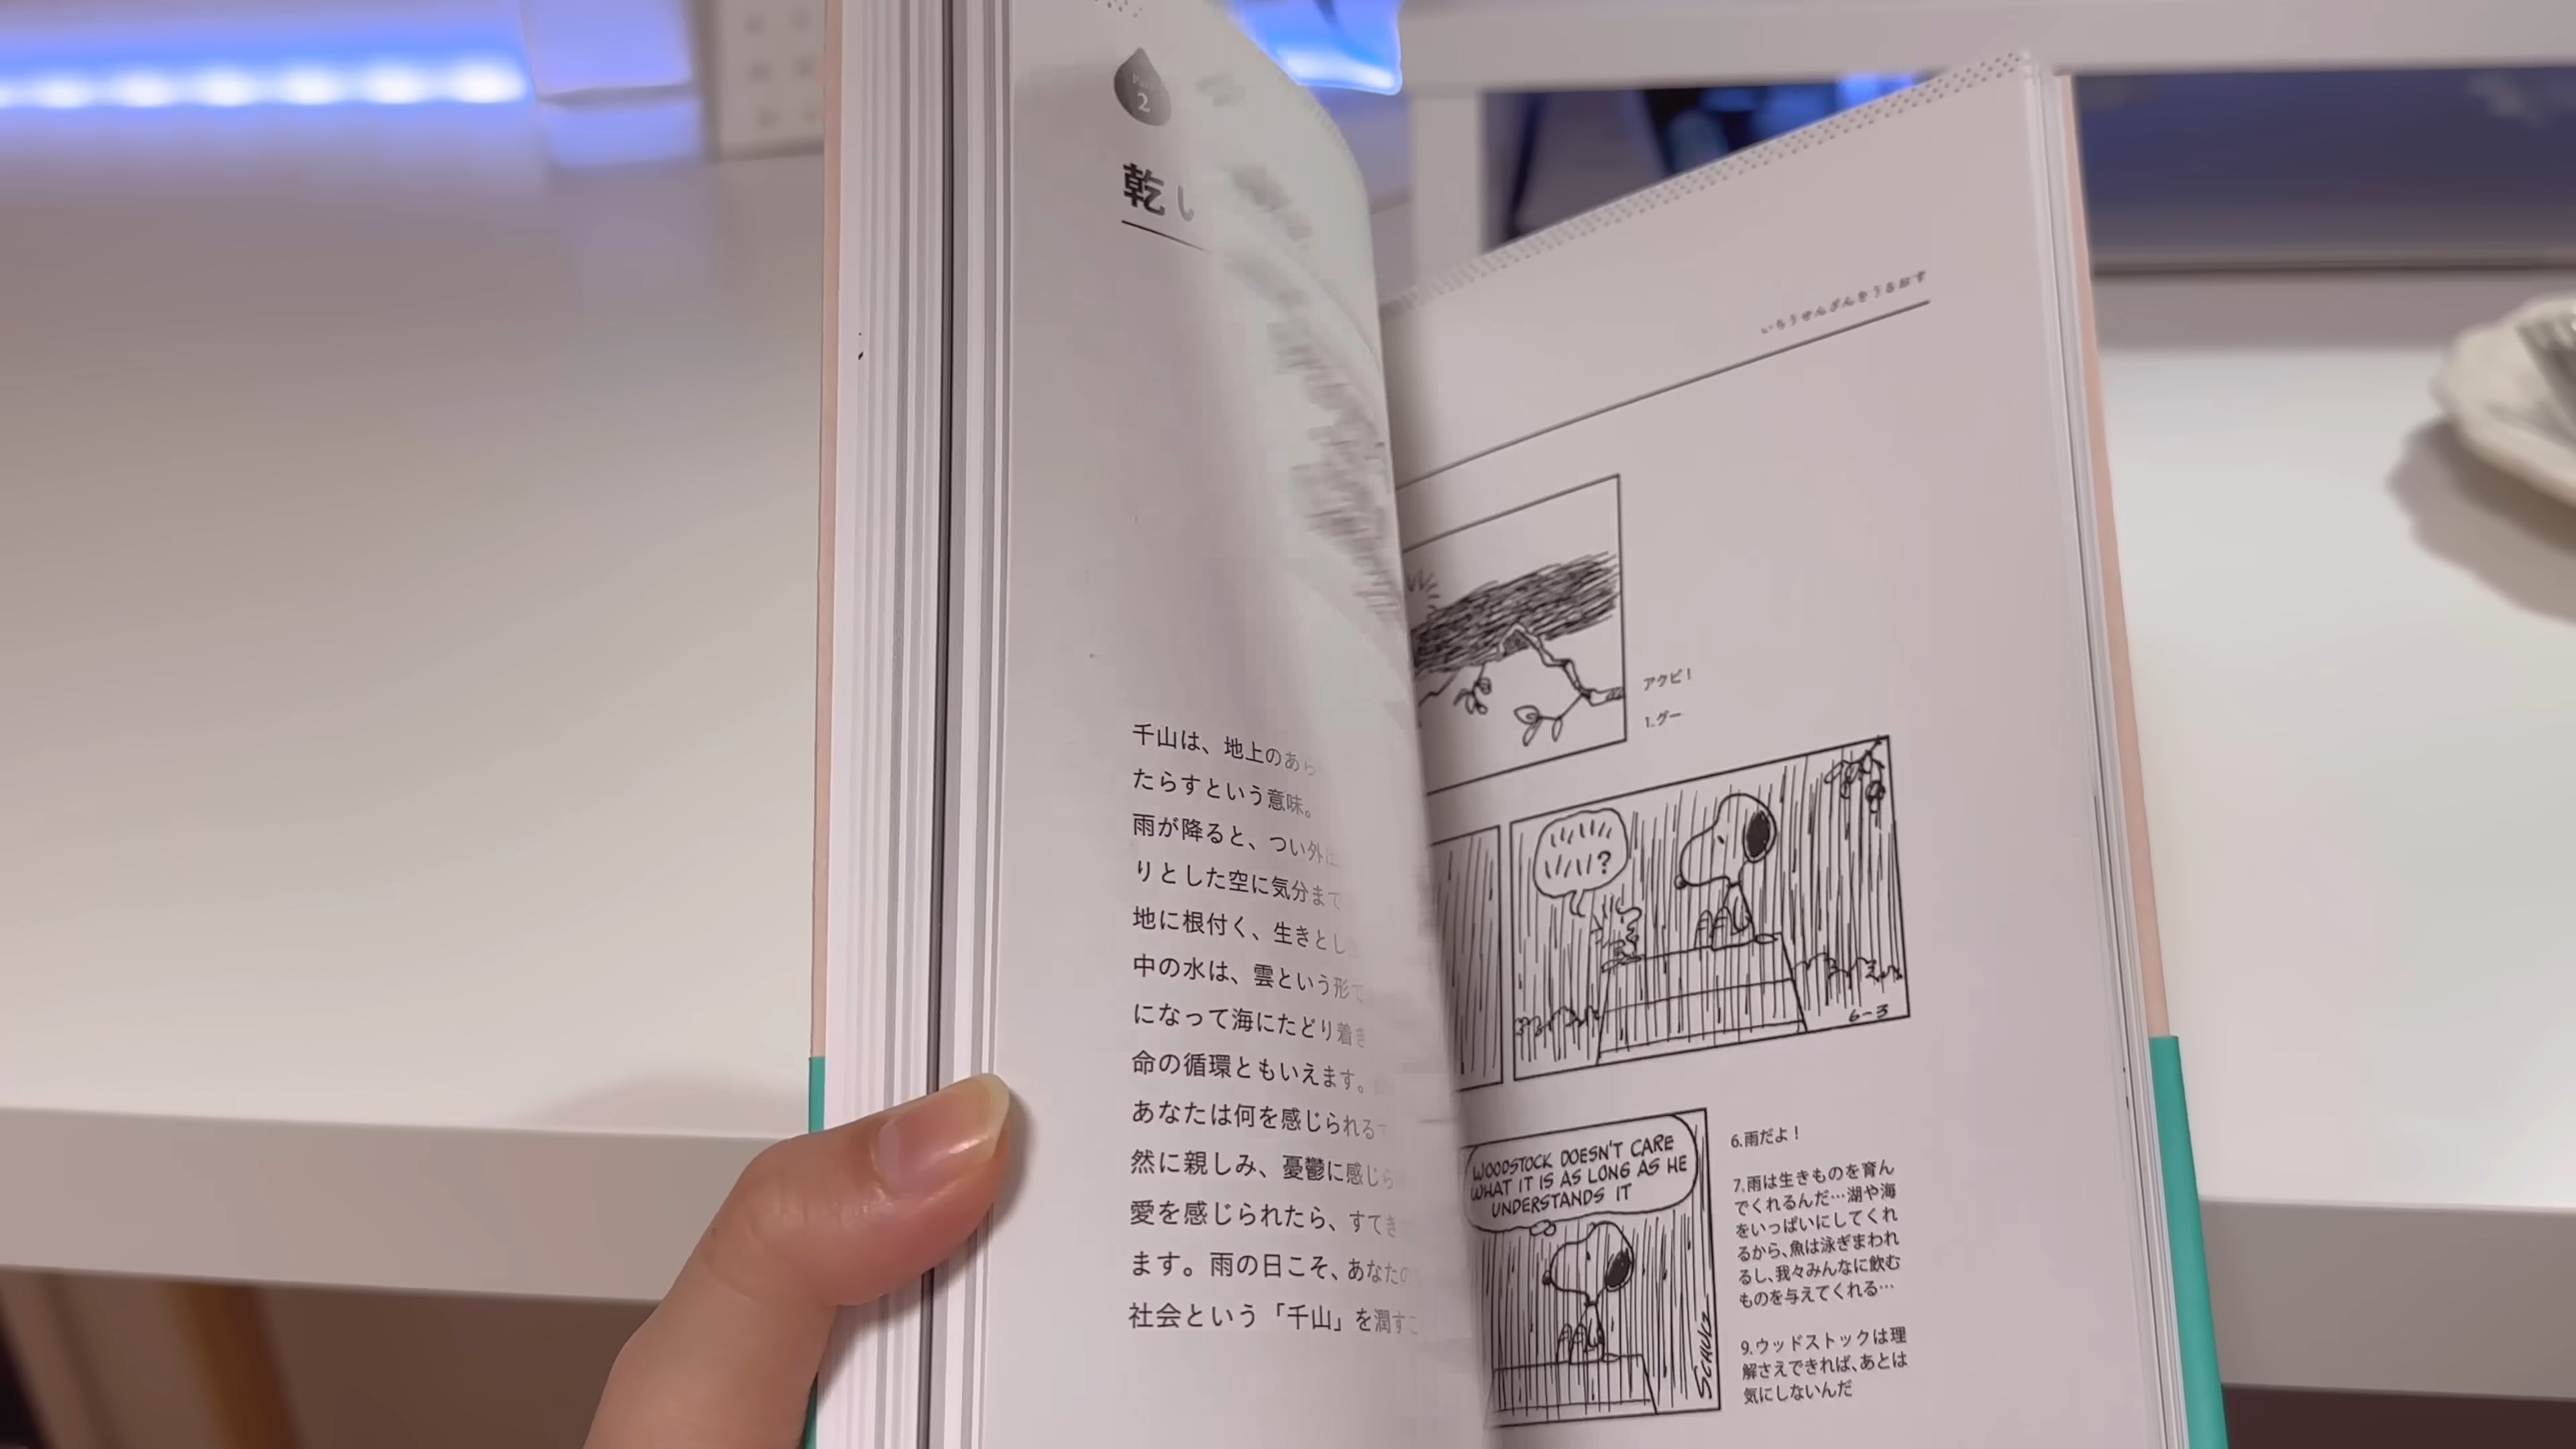 2
乾い
千山は、地上のあら
たらすという意味。
雨が降ると、つい外
りとした空に気分まで
地に根付く、生きとし
中の水は、雲という形で
になって海にたどり着き
命の循環ともいえます。
あなたは何を感じられるで
然に親しみ、憂鬱に感じら
愛を感じられたら、すてき
ます。雨の日こそ、あなたの
社会という「千山」を潤すこ
いちうせんざんをうるおす
アクビ!
1.グー
?
6-3
WOODSTOCK DOESN'T CARE
WHAT IT IS AS LONG AS HE
UNDERSTANDS IT
SCHULZ
6.雨だよ!
7.雨は生きものを育ん
でくれるんだ…湖や海
をいっぱいにしてくれ
るから、魚は泳ぎまわれ
るし、我々みんなに飲む
ものを与えてくれる…
9.ウッドストックは理
解さえできれば、あとは
気にしないんだ